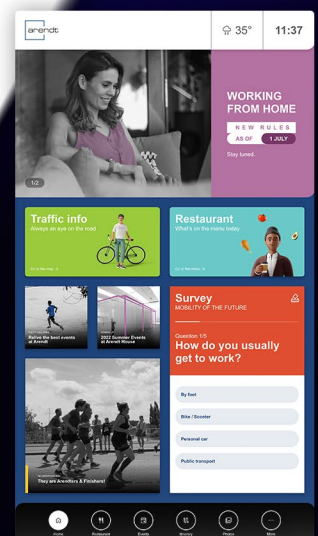 arendt
35°
11:37
WORKING
FROM HOME
NEW RULES
AS OF 1 JULY
Stay tuned.
1/2
Traffic info
Always an eye on the road
Restaurant
What's on the menu today
Relive the best events
at Arendt
2022 Summer Events
at Arendt House
Survey
MOBILITY OF THE FUTURE
Question 1/5
How do you usually
get to work?
By foot
Bike / Scooter
Personal car
Public transport
They are Arendters & Finishers!
Home
Restaurant
Events
Itinerary
Photos
More